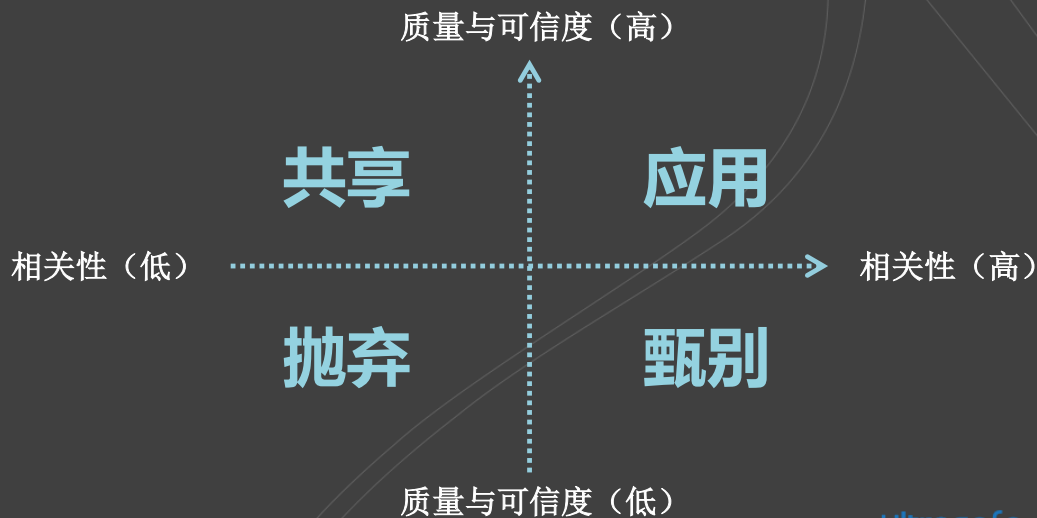 质量与可信度（高）
共享
应用
相关性（低）
相关性（高）
抛弃
甄别
质量与可信度（低）